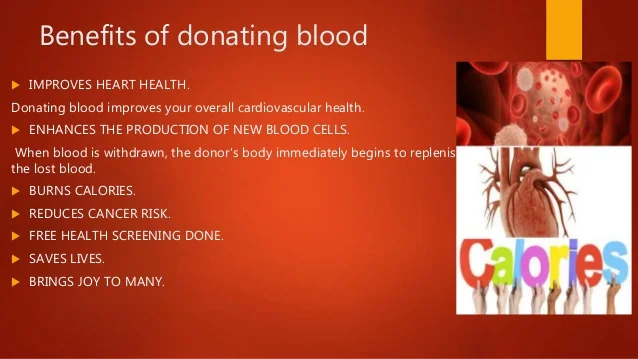 Benefits of donating blood
IMPROVES HEART HEALTH.
Donating blood improves your overall cardiovascular health.
ENHANCES THE PRODUCTION OF NEW BLOOD CELLS.
When blood is withdrawn, the donor's body immediately begins to replenis
the lost blood.
BURNS CALORIES.
REDUCES CANCER RISK.
FREE HEALTH SCREENING DONE.
SAVES LIVES.
BRINGS JOY TO MANY.
Calories